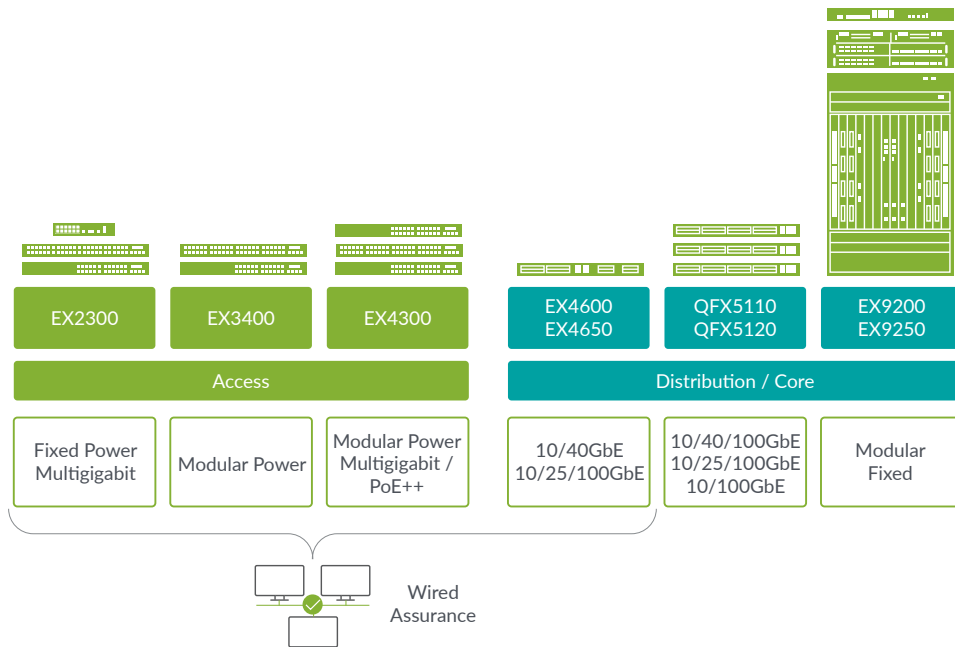 EX2300
EX3400
EX4300
EX4600
EX4650
QFX5110
QFX5120
EX9200
EX9250
Access
Distribution / Core
Fixed Power
Multigigabit
Modular Power
Modular Power
Multigigabit /
PoE++
10/40GbE
10/25/100GbE
10/40/100GbE
10/25/100GbE
10/100GbE
Modular
Fixed
Wired
Assurance